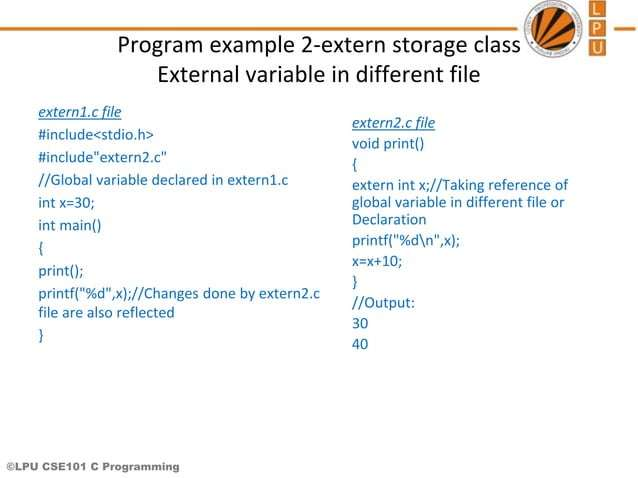 L
P
U
Program example 2-extern storage class
External variable in different file
extern1.c file
#include<stdio.h>
#include"extern2.c"
//Global variable declared in extern1.c
int x=30;
int main()
{
print();
printf("%d",x);//Changes done by extern2.c
file are also reflected
}
extern2.c file
void print()
{
extern int x;//Taking reference of
global variable in different file or
Declaration
printf("%d\n",x);
x=x+10;
}
//Output:
30
40
©LPU CSE101 C Programming